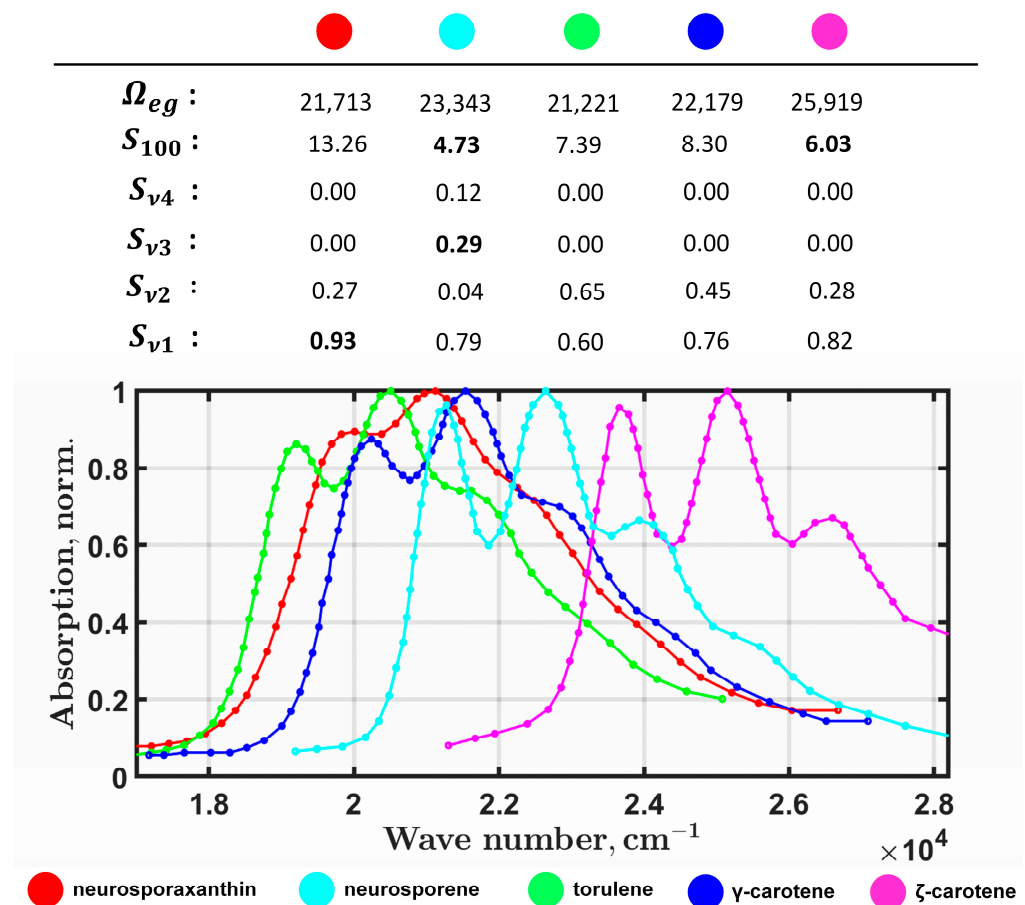 Ω_eg : 21,713 23,343 21,221 22,179 25,919
S_100 : 13.26 4.73 7.39 8.30 6.03
S_ν4 : 0.00 0.12 0.00 0.00 0.00
S_ν3 : 0.00 0.29 0.00 0.00 0.00
S_ν2 : 0.27 0.04 0.65 0.45 0.28
S_ν1 : 0.93 0.79 0.60 0.76 0.82
Absorption, norm.
1
0.8
0.6
0.4
0.2
0
1.8 2 2.2 2.4 2.6 2.8
Wave number, cm⁻¹
×10⁴
neurosporaxanthin neurosporene torulene γ-carotene ζ-carotene